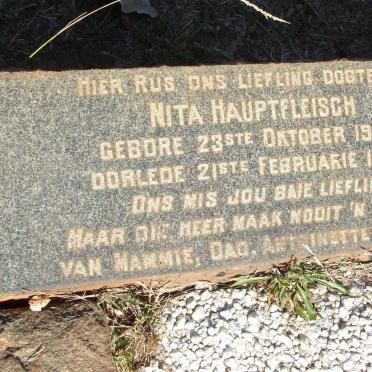 HIER RUS ONS LIEFLING DOGTE
NITA HAUPTFLEISCH
GEBORE 23STE OKTOBER 19
OORLEDE 21STE FEBRUARIE 1
ONS MIS JOU BAIE LIEFLI
MAAR DIE HEER MAAK NOOIT 'N
VAN MAMMIE, DAD,